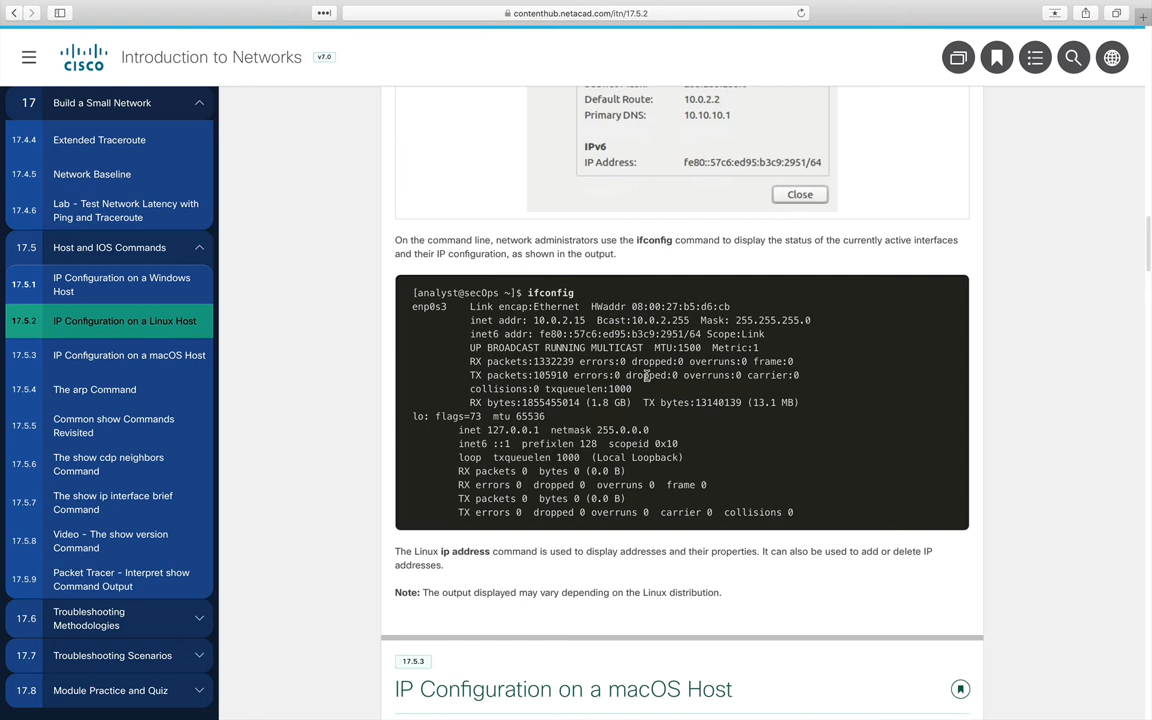 contenthub.netacad.com/itn/17.5.2
CISCO
Introduction to Networks
v7.0
17 Build a Small Network
17.4.4 Extended Traceroute
17.4.5 Network Baseline
17.4.6 Lab - Test Network Latency with
Ping and Traceroute
17.5 Host and IOS Commands
17.5.1 IP Configuration on a Windows
Host
17.5.2 IP Configuration on a Linux Host
17.5.3 IP Configuration on a macOS Host
17.5.4 The arp Command
17.5.5 Common show Commands
Revisited
17.5.6 The show cdp neighbors
Command
17.5.7 The show ip interface brief
Command
17.5.8 Video - The show version
Command
17.5.9 Packet Tracer - Interpret show
Command Output
17.6 Troubleshooting
Methodologies
17.7 Troubleshooting Scenarios
17.8 Module Practice and Quiz
Default Route: 10.0.2.2
Primary DNS: 10.10.10.1
IPv6
IP Address: fe80::57c6:ed95:b3c9:2951/64
Close
On the command line, network administrators use the ifconfig command to display the status of the currently active interfaces
and their IP configuration, as shown in the output.
[analyst@secOps ~]$ ifconfig
enp0s3 Link encap:Ethernet HWaddr 08:00:27:b5:d6:cb
inet addr: 10.0.2.15 Bcast:10.0.2.255 Mask: 255.255.255.0
inet6 addr: fe80::57c6:ed95:b3c9:2951/64 Scope:Link
UP BROADCAST RUNNING MULTICAST MTU:1500 Metric:1
RX packets:1332239 errors:0 dropped:0 overruns:0 frame:0
TX packets:105910 errors:0 dropped:0 overruns:0 carrier:0
collisions:0 txqueuelen:1000
RX bytes:1855455014 (1.8 GB) TX bytes:13140139 (13.1 MB)
lo: flags=73 mtu 65536
inet 127.0.0.1 netmask 255.0.0.0
inet6 ::1 prefixlen 128 scopeid 0x10
loop txqueuelen 1000 (Local Loopback)
RX packets 0 bytes 0 (0.0 B)
RX errors 0 dropped 0 overruns 0 frame 0
TX packets 0 bytes 0 (0.0 B)
TX errors 0 dropped 0 overruns 0 carrier 0 collisions 0
The Linux ip address command is used to display addresses and their properties. It can also be used to add or delete IP
addresses.
Note: The output displayed may vary depending on the Linux distribution.
17.5.3
IP Configuration on a macOS Host